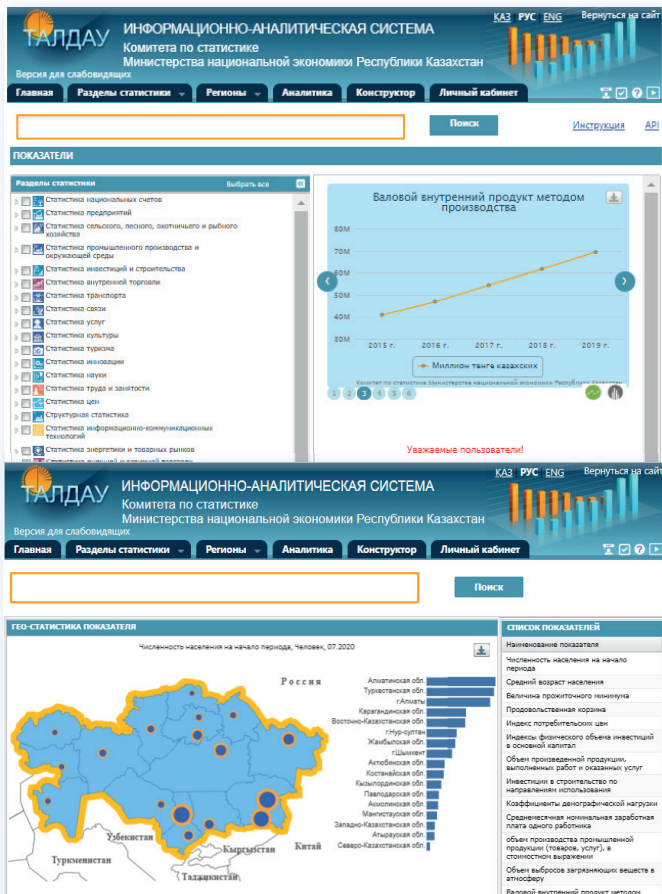 ТАЛДАУ
ИНФОРМАЦИОННО-АНАЛИТИЧЕСКАЯ СИСТЕМА
Комитета по статистике
Министерства национальной экономики Республики Казахстан
ҚАЗ РУС ENG Вернуться на сайт
Версия для слабовидящих
Главная Разделы статистики Регионы Аналитика Конструктор Личный кабинет
Поиск Инструкция API
ПОКАЗАТЕЛИ
Разделы статистики Выбрать все
Статистика национальных счетов
Статистика предприятий
Статистика сельского, лесного, охотничьего и рыбного
хозяйства
Статистика промышленного производства и
окружающей среды
Статистика инвестиций и строительства
Статистика внутренней торговли
Статистика транспорта
Статистика связи
Статистика услуг
Статистика культуры
Статистика туризма
Статистика инновации
Статистика науки
Статистика труда и занятости
Статистика цен
Структурная статистика
Статистика информационно-коммуникационных
технологий
Статистика энергетики и товарных рынков
Валовой внутренний продукт методом
производства
80M
70M
60M
50M
40M
30M
2015 г. 2016 г. 2017 г. 2018 г. 2019 г.
Миллион тенге казахских
Комитет по статистике Министерства национальной экономики Республики Казахстан
1 2 3 4 5 6
Уважаемые пользователи!
ТАЛДАУ
ИНФОРМАЦИОННО-АНАЛИТИЧЕСКАЯ СИСТЕМА
Комитета по статистике
Министерства национальной экономики Республики Казахстан
ҚАЗ РУС ENG Вернуться на сайт
Версия для слабовидящих
Главная Разделы статистики Регионы Аналитика Конструктор Личный кабинет
Поиск
ГЕО-СТАТИСТИКА ПОКАЗАТЕЛЯ
Численность населения на начало периода, Человек, 07.2020
Россия
Узбекистан
Туркменистан
Кыргызстан
Китай
Таджикистан
Алматинская обл.
Туркестанская обл.
г.Алматы
Карагандинская обл.
Восточно-Казахстанская обл.
г.Нур-султан
Жамбылская обл.
г.Шымкент
Актюбинская обл.
Костанайская обл.
Кызылординская обл.
Павлодарская обл.
Акмолинская обл.
Мангистауская обл.
Западно-Казахстанская обл.
Атырауская обл.
Северо-Казахстанская обл.
СПИСОК ПОКАЗАТЕЛЕЙ
Наименование показателя
Численность населения на начало
периода
Средний возраст населения
Величина прожиточного минимума
Продовольственная корзина
Индекс потребительских цен
Индексы физического объема инвестиций
в основной капитал
Объем произведенной продукции,
выполненных работ и оказанных услуг
Инвестиции в строительство по
направлениям использования
Коэффициенты демографической нагрузки
Среднемесячная номинальная заработная
плата одного работника
объем производства промышленной
продукции (товаров, услуг), в
стоимостном выражении
Объем выбросов загрязняющих веществ в
атмосферу
Валовой внутренний продукт методом